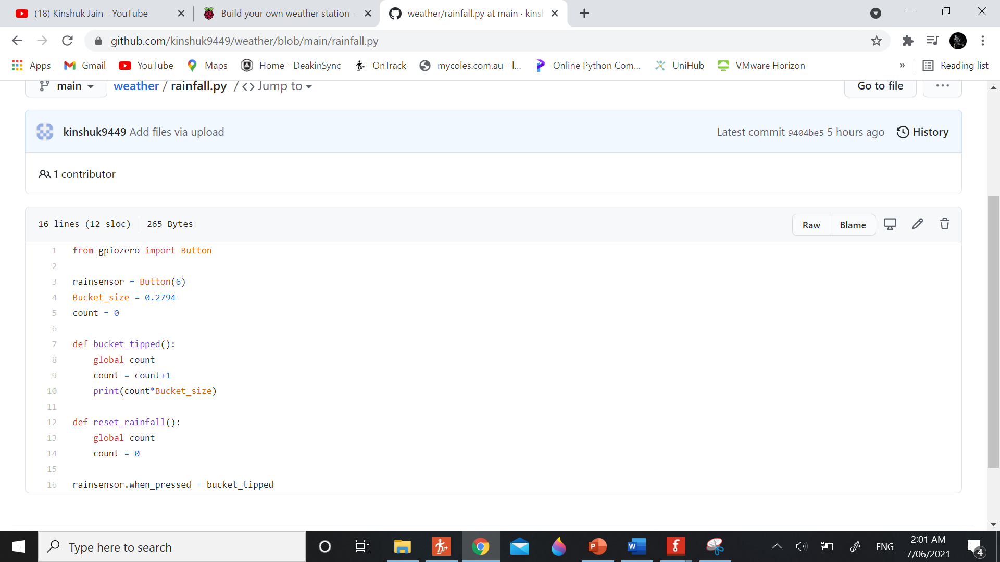 (18) Kinshuk Jain - YouTube
Build your own weather station -
weather/rainfall.py at main · kinsh
github.com/kinshuk9449/weather/blob/main/rainfall.py
Apps Gmail YouTube Maps Home - DeakinSync OnTrack mycoles.com.au - l... Online Python Com... UniHub VMware Horizon » Reading list
main weather / rainfall.py / <> Jump to Go to file ...
kinshuk9449 Add files via upload Latest commit 9404be5 5 hours ago History
1 contributor
16 lines (12 sloc) 265 Bytes Raw Blame
1 from gpiozero import Button
2
3 rainsensor = Button(6)
4 Bucket_size = 0.2794
5 count = 0
6
7 def bucket_tipped():
8     global count
9     count = count+1
10     print(count*Bucket_size)
11
12 def reset_rainfall():
13     global count
14     count = 0
15
16 rainsensor.when_pressed = bucket_tipped
Type here to search
P
W
f
ENG
2:01 AM
7/06/2021
4